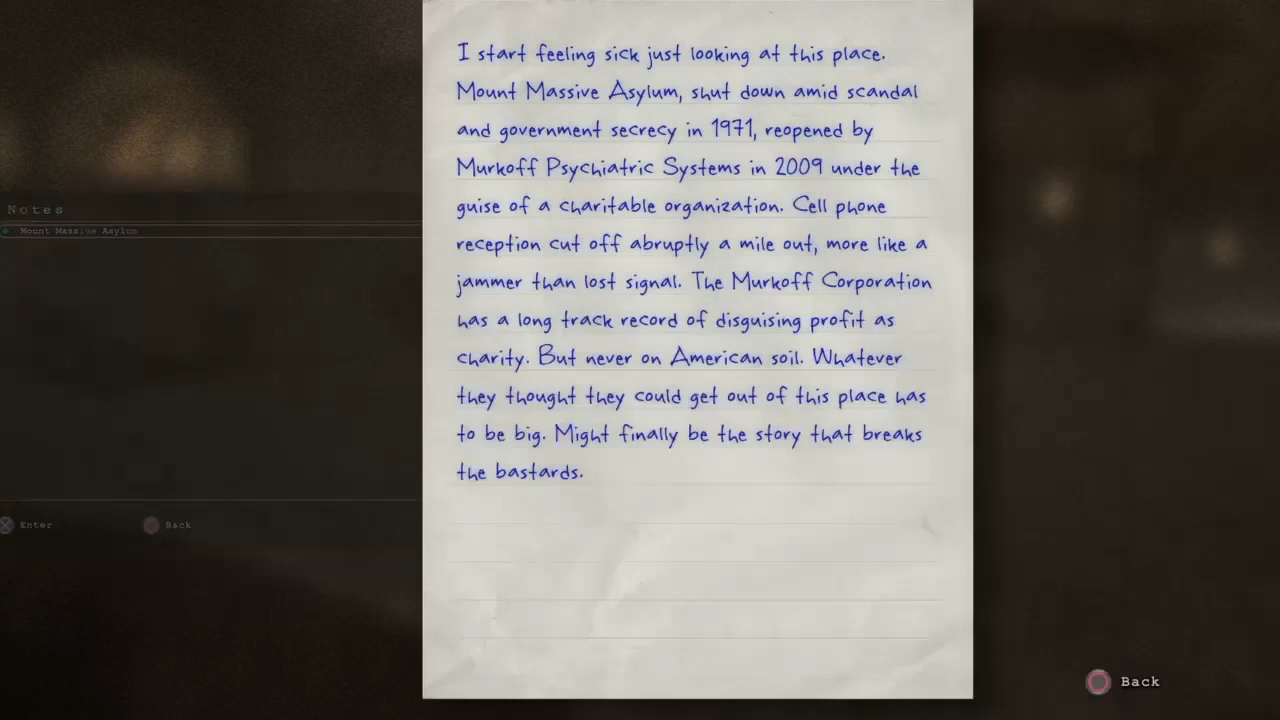 Notes
Mount Massive Asylum
Enter
Back
I start feeling sick just looking at this place.
Mount Massive Asylum, shut down amid scandal
and government secrecy in 1971, reopened by
Murkoff Psychiatric Systems in 2009 under the
guise of a charitable organization. Cell phone
reception cut off abruptly a mile out, more like a
jammer than lost signal. The Murkoff Corporation
has a long track record of disguising profit as
charity. But never on American soil. Whatever
they thought they could get out of this place has
to be big. Might finally be the story that breaks
the bastards.
Back